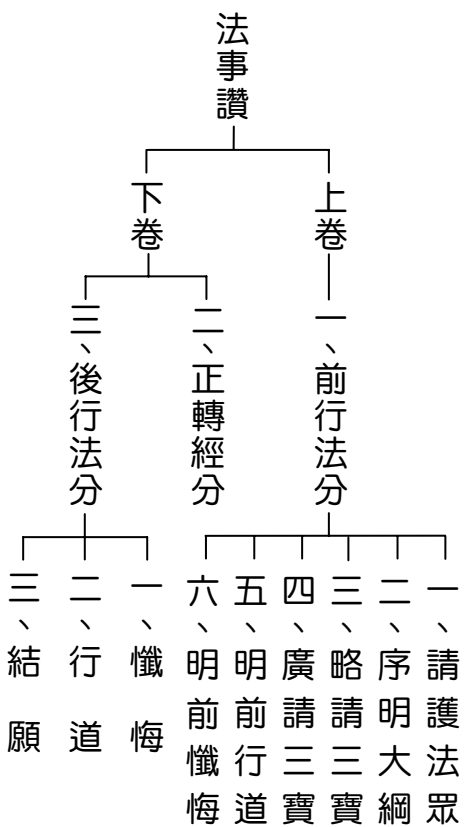 法事讚
上卷
一、前行法分
一、請護法眾
二、序明大綱
三、略請三寶
四、廣請三寶
五、明前行道
六、明前懺悔
下卷
二、正轉經分
三、後行法分
一、懺悔
二、行道
三、結願